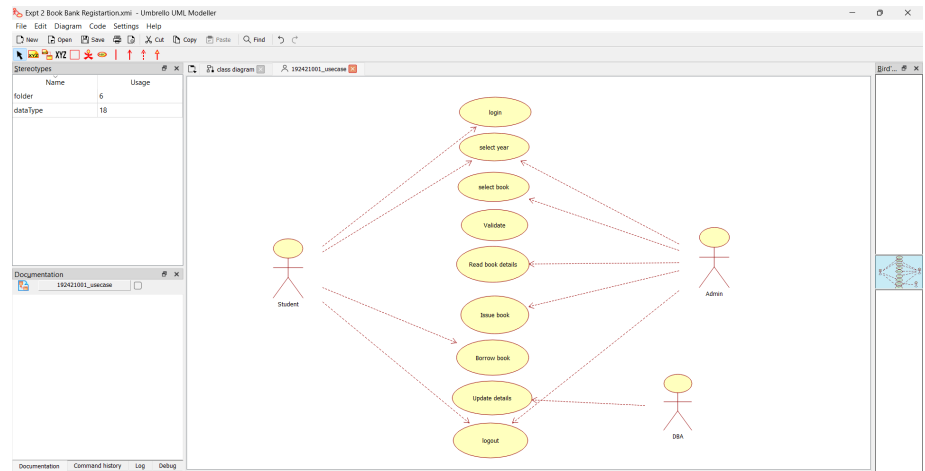 Expt 2 Book Bank Registartion.xmi - Umbrello UML Modeller
File Edit Diagram Code Settings Help
New Open Save Cut Copy Paste Find
XYZ
Stereotypes
class diagram 192421001_usecase
Bird'...
Name Usage
folder 6
dataType 18
login
select year
select book
Validate
Read book details
Issue book
Borrow book
Update details
logout
Student
Admin
DBA
Documentation
192421001_usecase
Documentation Command history Log Debug